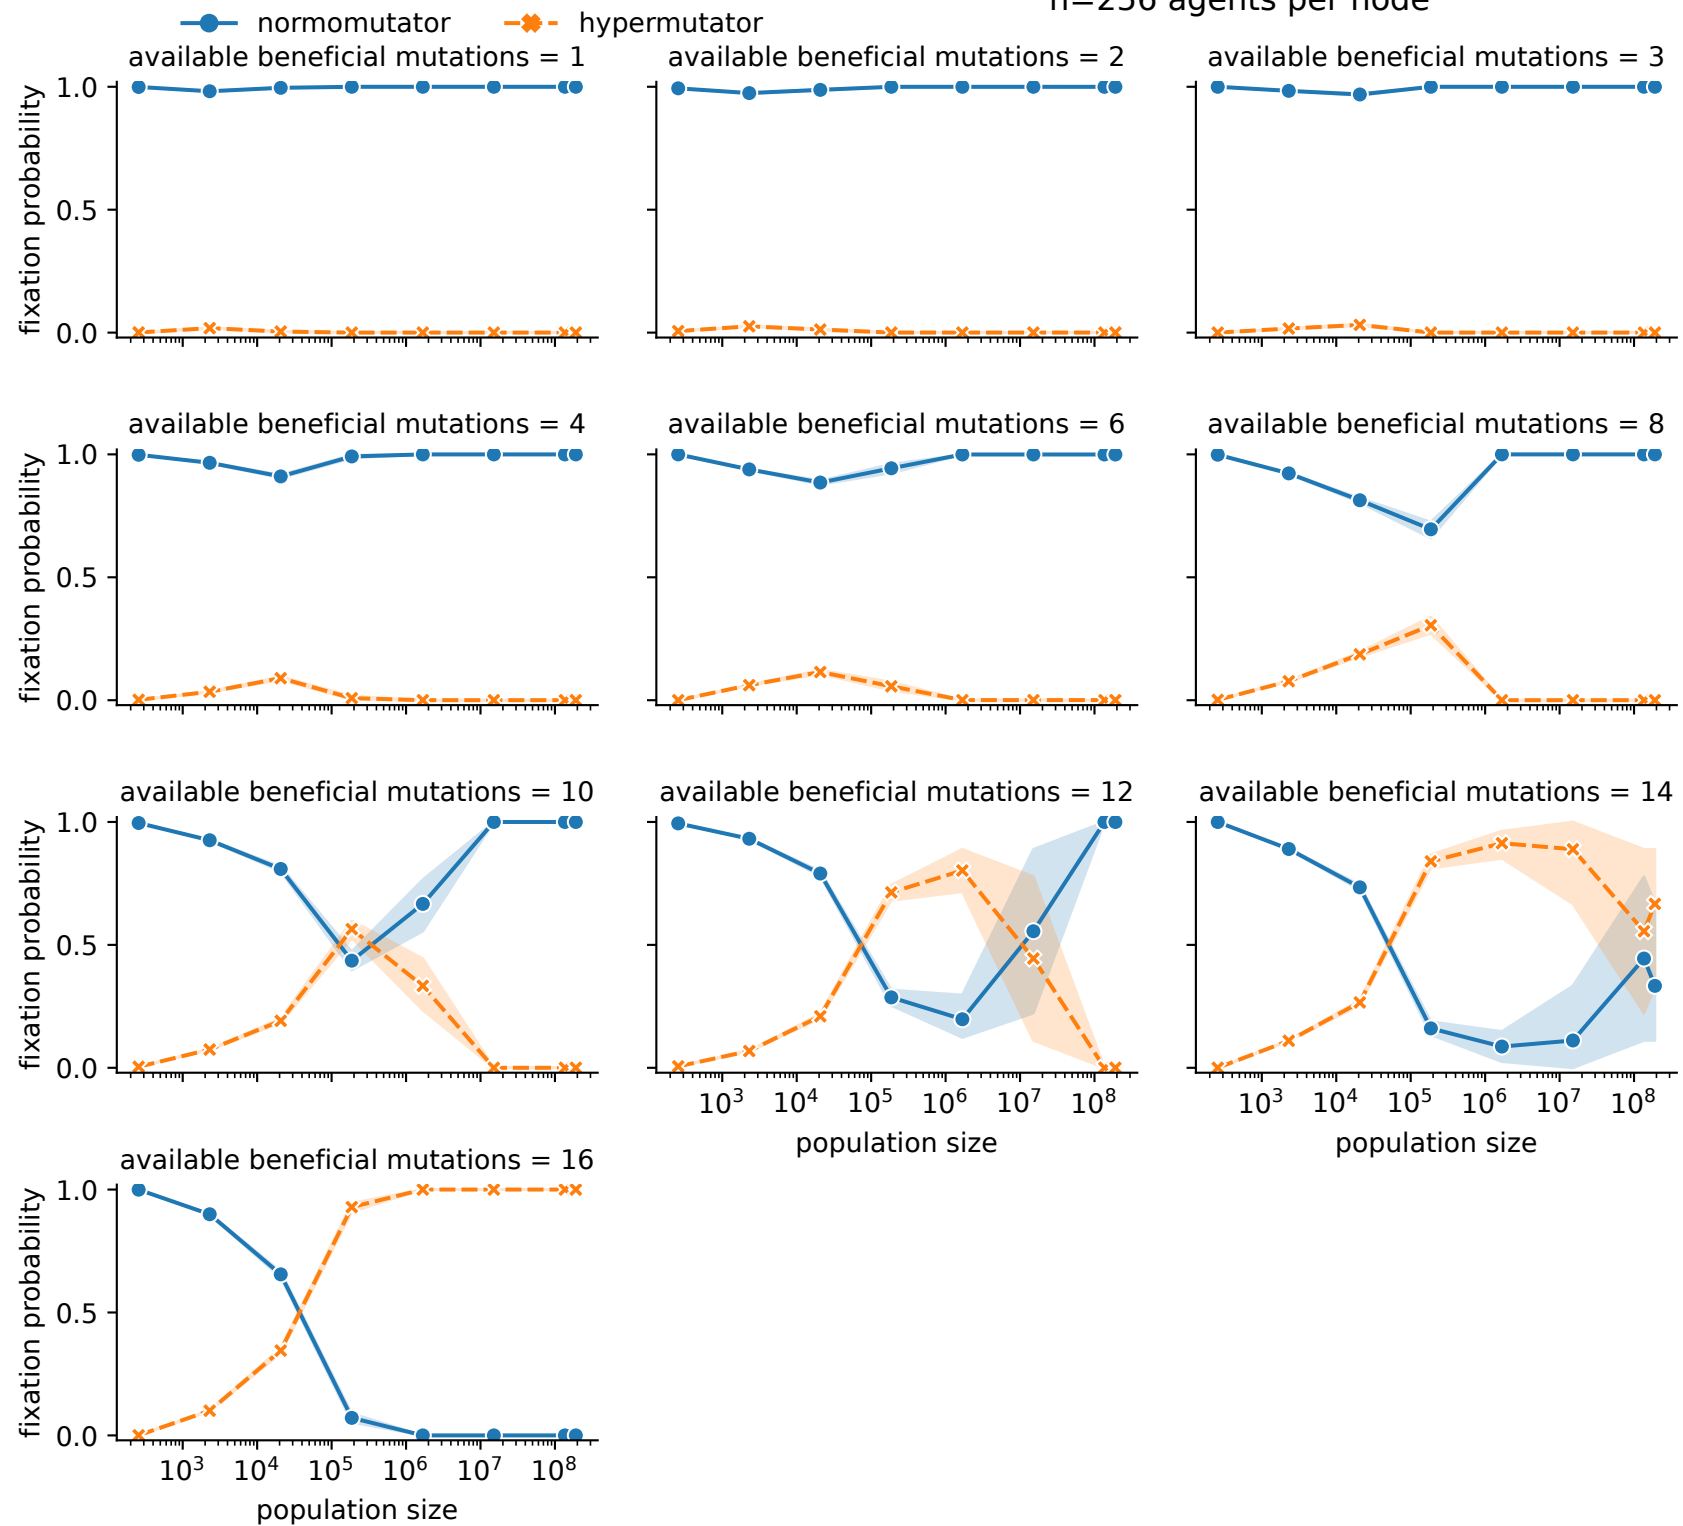 n=256 agents per node
normomutator hypermutator
available beneficial mutations = 1
available beneficial mutations = 2
available beneficial mutations = 3
fixation probability
1.0
0.5
0.0
available beneficial mutations = 4
available beneficial mutations = 6
available beneficial mutations = 8
fixation probability
1.0
0.5
0.0
available beneficial mutations = 10
available beneficial mutations = 12
available beneficial mutations = 14
fixation probability
1.0
0.5
0.0
10³ 10⁴ 10⁵ 10⁶ 10⁷ 10⁸
population size
10³ 10⁴ 10⁵ 10⁶ 10⁷ 10⁸
population size
available beneficial mutations = 16
fixation probability
1.0
0.5
0.0
10³ 10⁴ 10⁵ 10⁶ 10⁷ 10⁸
population size